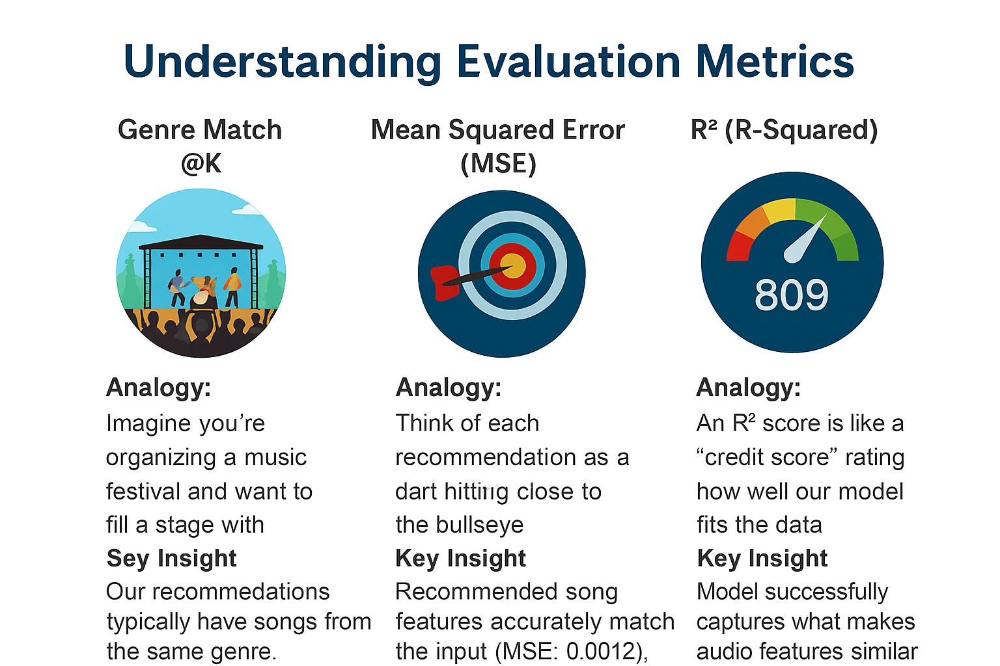 Understanding Evaluation Metrics
Genre Match
@K
Analogy:
Imagine you’re
organizing a music
festival and want to
fill a stage with
Sey Insight
Our recommedations
typically have songs from
the same genre.
Mean Squared Error
(MSE)
Analogy:
Think of each
recommendation as a
dart hitting close to
the bullseye
Key Insight
Recommended song
features accurately match
the input (MSE: 0.0012),
R² (R-Squared)
809
Analogy:
An R² score is like a
“credit score” rating
how well our model
fits the data
Key Insight
Model successfully
captures what makes
audio features similar